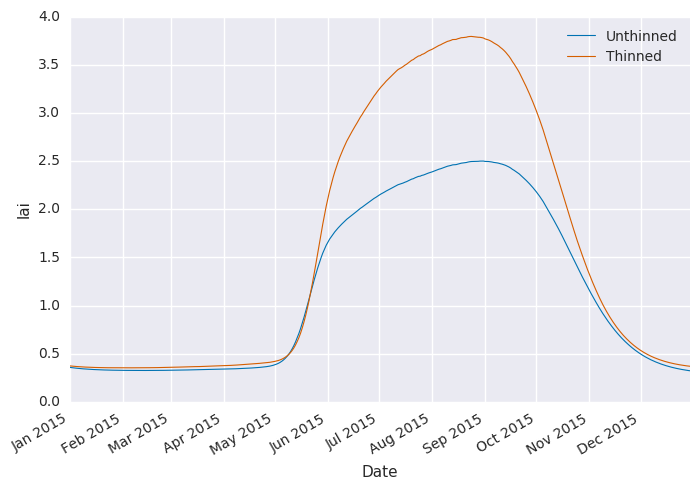 4.0
3.5
3.0
2.5
2.0
1.5
1.0
0.5
0.0
lai
Unthinned
Thinned
Jan 2015
Feb 2015
Mar 2015
Apr 2015
May 2015
Jun 2015
Jul 2015
Aug 2015
Sep 2015
Oct 2015
Nov 2015
Dec 2015
Date